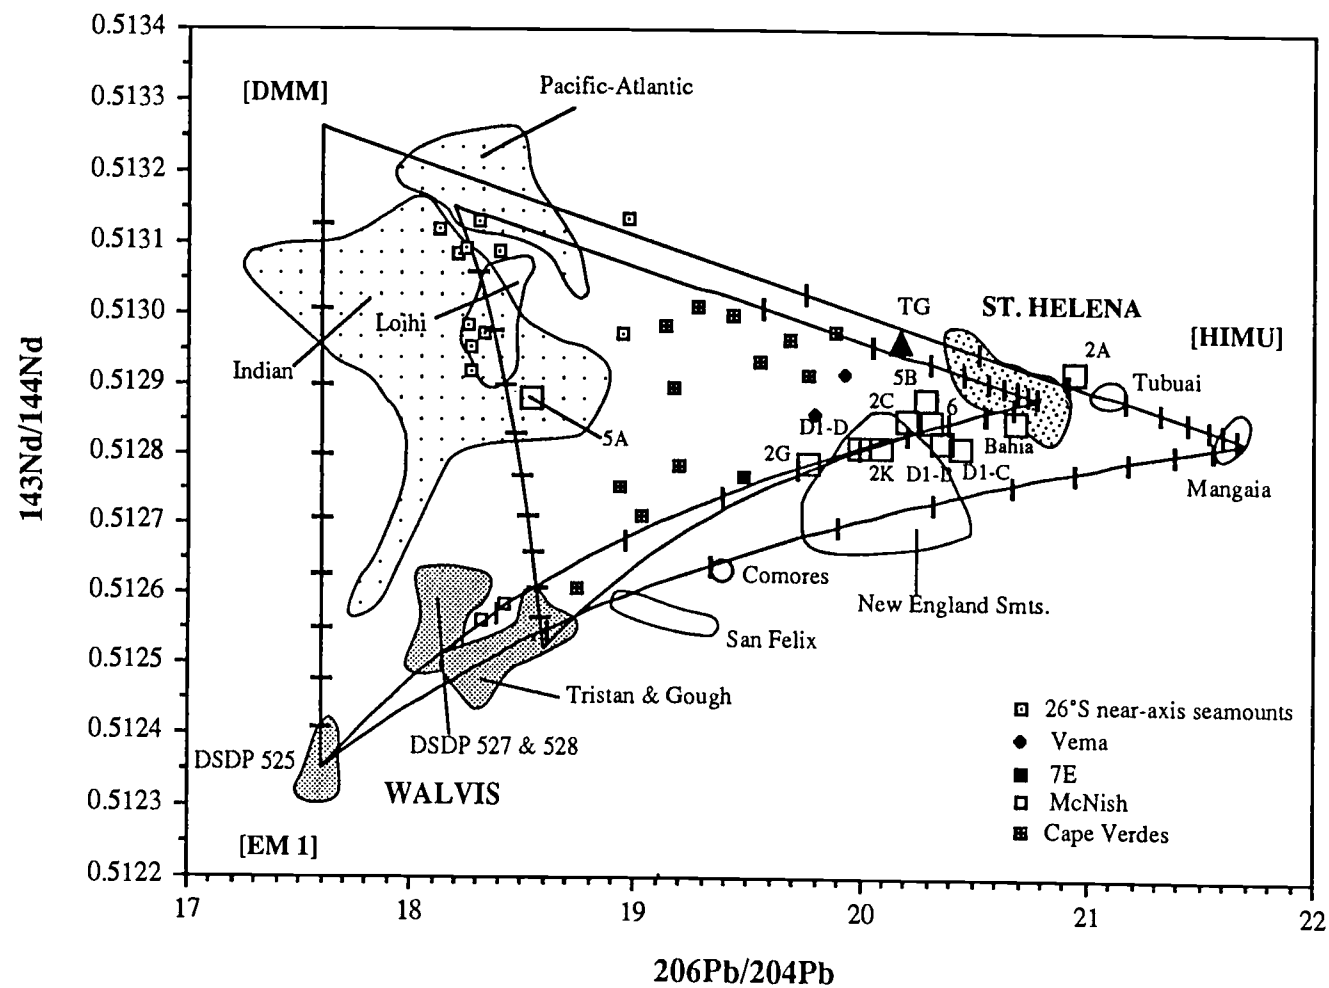 0.5134
0.5133
0.5132
0.5131
0.5130
0.5129
0.5128
0.5127
0.5126
0.5125
0.5124
0.5123
0.5122
143Nd/144Nd
[DMM]
Pacific-Atlantic
TG
ST. HELENA
[HIMU]
Loihi
Indian
2A
Tubuai
5B
2C
6
5A
D1-D
Bahia
2G
2K
D1-B
D1-C
Mangaia
Comores
New England Smts.
San Felix
Tristan & Gough
DSDP 527 & 528
DSDP 525
WALVIS
[EM 1]
26°S near-axis seamounts
Vema
7E
McNish
Cape Verdes
17
18
19
20
21
22
206Pb/204Pb